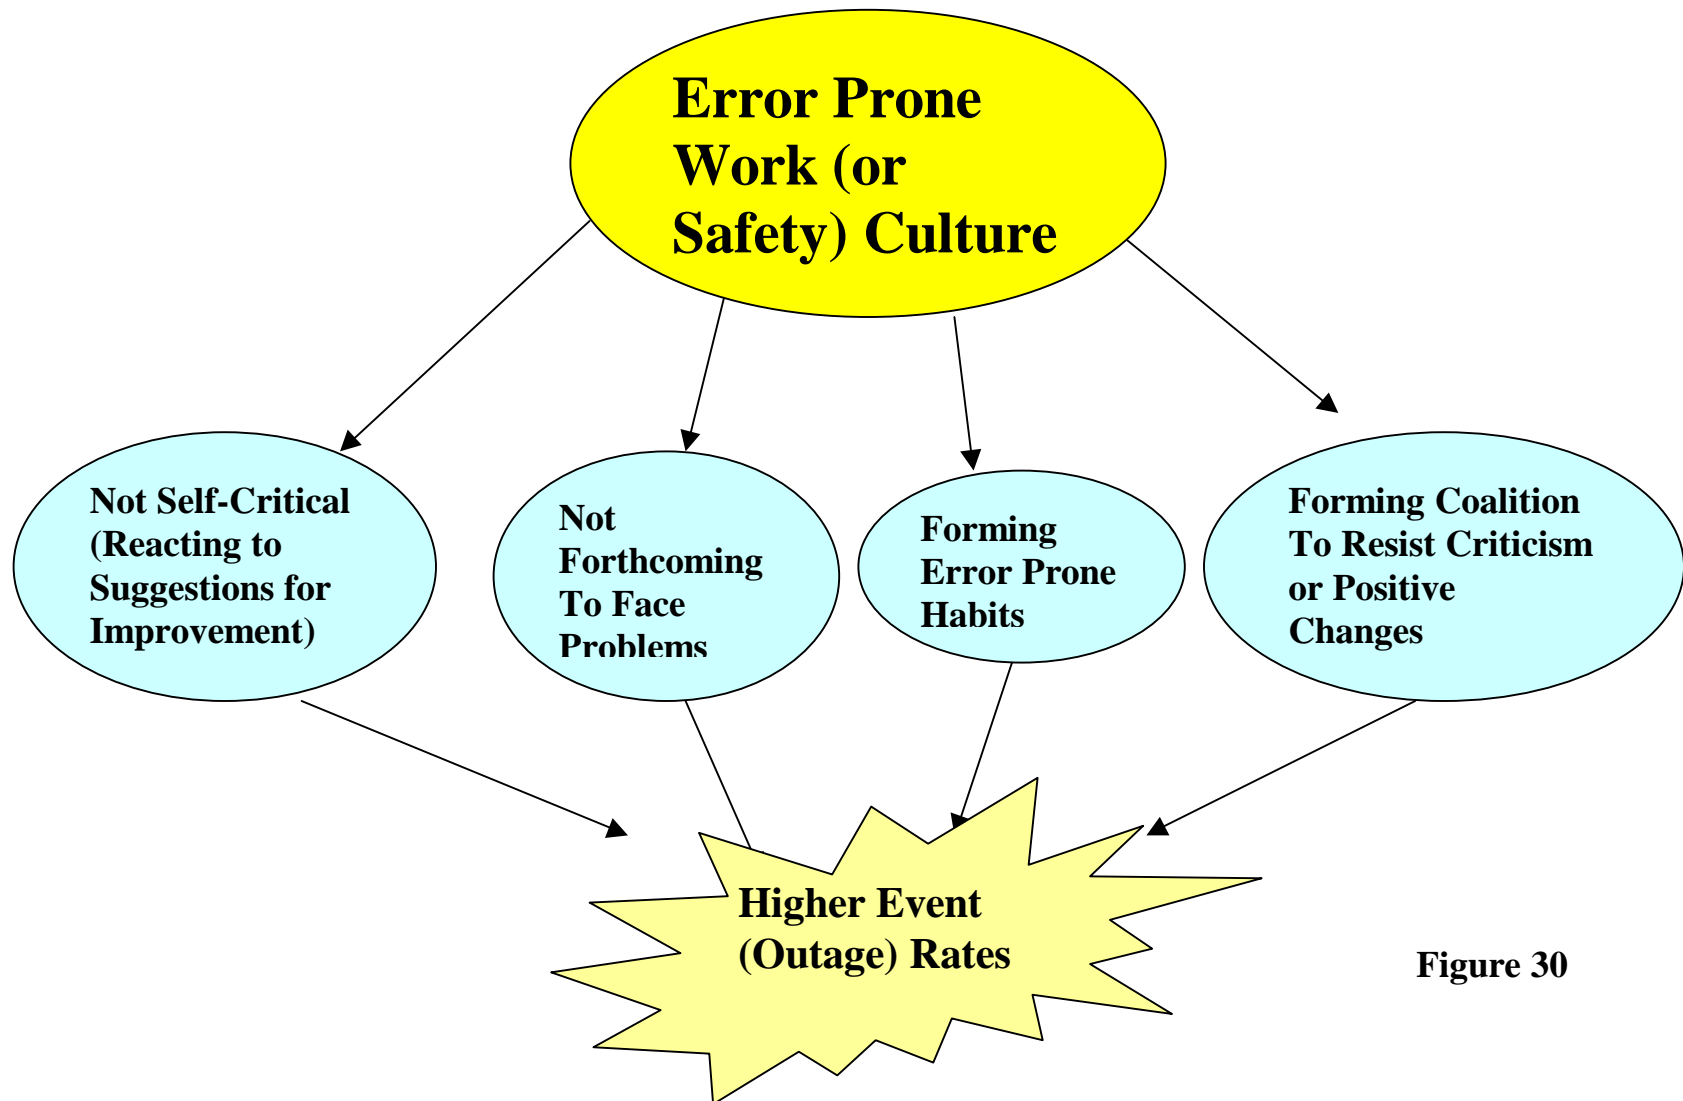 Error Prone
Work (or
Safety) Culture
Not Self-Critical
(Reacting to
Suggestions for
Improvement)
Not
Forthcoming
To Face
Problems
Forming
Error Prone
Habits
Forming Coalition
To Resist Criticism
or Positive
Changes
Higher Event
(Outage) Rates
Figure 30